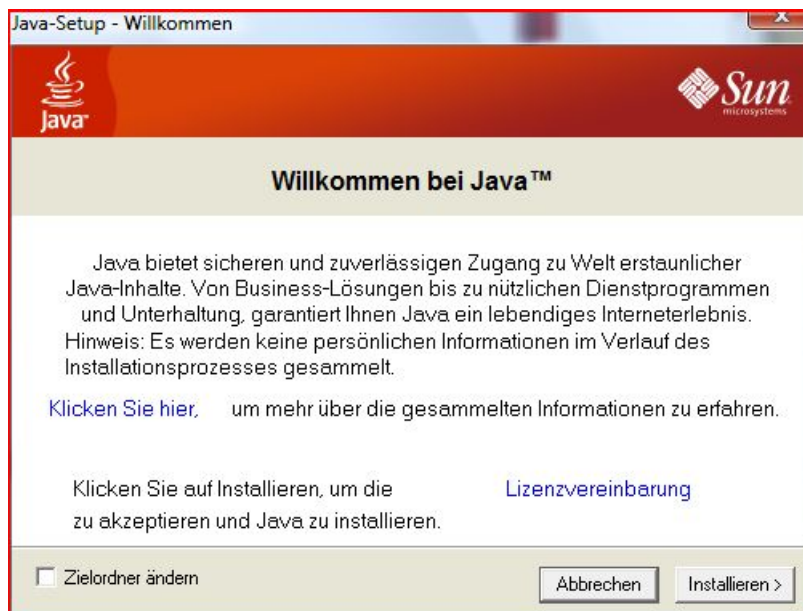 Java-Setup - Willkommen
Java™
Sun
microsystems
Willkommen bei Java™
Java bietet sicheren und zuverlässigen Zugang zu Welt erstaunlicher
Java-Inhalte. Von Business-Lösungen bis zu nützlichen Dienstprogrammen
und Unterhaltung, garantiert Ihnen Java ein lebendiges Interneterlebnis.
Hinweis: Es werden keine persönlichen Informationen im Verlauf des
Installationsprozesses gesammelt.
Klicken Sie hier, um mehr über die gesammelten Informationen zu erfahren.
Klicken Sie auf Installieren, um die Lizenzvereinbarung
zu akzeptieren und Java zu installieren.
Zielordner ändern
Abbrechen
Installieren >